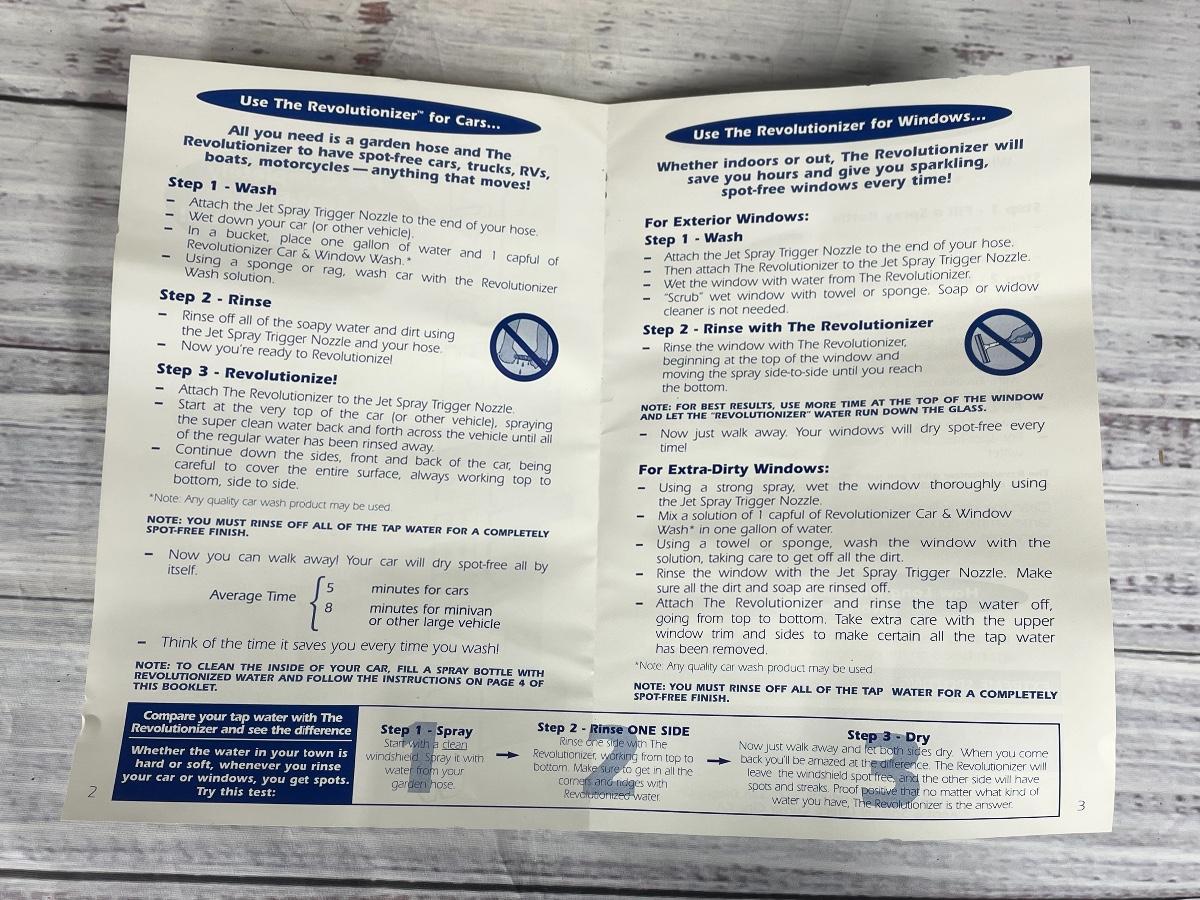 Use The Revolutionizer™ for Cars...
All you need is a garden hose and The
Revolutionizer to have spot-free cars, trucks, RVs,
boats, motorcycles — anything that moves!
Step 1 - Wash
– Attach the Jet Spray Trigger Nozzle to the end of your hose.
– Wet down your car (or other vehicle).
– In a bucket, place one gallon of water and 1 capful of
Revolutionizer Car & Window Wash.*
– Using a sponge or rag, wash car with the Revolutionizer
Wash solution.
Step 2 - Rinse
– Rinse off all of the soapy water and dirt using
the Jet Spray Trigger Nozzle and your hose.
– Now you're ready to Revolutionize!
Step 3 - Revolutionize!
– Attach The Revolutionizer to the Jet Spray Trigger Nozzle.
– Start at the very top of the car (or other vehicle), spraying
the super clean water back and forth across the vehicle until all
of the regular water has been rinsed away.
– Continue down the sides, front and back of the car, being
careful to cover the entire surface, always working top to
bottom, side to side.
*Note: Any quality car wash product may be used.
NOTE: YOU MUST RINSE OFF ALL OF THE TAP WATER FOR A COMPLETELY
SPOT-FREE FINISH.
– Now you can walk away! Your car will dry spot-free all by
itself.
Average Time
5 minutes for cars
8 minutes for minivan
or other large vehicle
– Think of the time it saves you every time you wash!
NOTE: TO CLEAN THE INSIDE OF YOUR CAR, FILL A SPRAY BOTTLE WITH
REVOLUTIONIZED WATER AND FOLLOW THE INSTRUCTIONS ON PAGE 4 OF
THIS BOOKLET.
Use The Revolutionizer for Windows...
Whether indoors or out, The Revolutionizer will
save you hours and give you sparkling,
spot-free windows every time!
For Exterior Windows:
Step 1 - Wash
– Attach the Jet Spray Trigger Nozzle to the end of your hose.
– Then attach The Revolutionizer to the Jet Spray Trigger Nozzle.
– Wet the window with water from The Revolutionizer.
– "Scrub" wet window with towel or sponge. Soap or widow
cleaner is not needed.
Step 2 - Rinse with The Revolutionizer
– Rinse the window with The Revolutionizer,
beginning at the top of the window and
moving the spray side-to-side until you reach
the bottom.
NOTE: FOR BEST RESULTS, USE MORE TIME AT THE TOP OF THE WINDOW
AND LET THE "REVOLUTIONIZER" WATER RUN DOWN THE GLASS.
– Now just walk away. Your windows will dry spot-free every
time!
For Extra-Dirty Windows:
– Using a strong spray, wet the window thoroughly using
the Jet Spray Trigger Nozzle.
– Mix a solution of 1 capful of Revolutionizer Car & Window
Wash* in one gallon of water.
– Using a towel or sponge, wash the window with the
solution, taking care to get off all the dirt.
– Rinse the window with the Jet Spray Trigger Nozzle. Make
sure all the dirt and soap are rinsed off.
– Attach The Revolutionizer and rinse the tap water off,
going from top to bottom. Take extra care with the upper
window trim and sides to make certain all the tap water
has been removed.
*Note: Any quality car wash product may be used.
NOTE: YOU MUST RINSE OFF ALL OF THE TAP WATER FOR A COMPLETELY
SPOT-FREE FINISH.
Compare your tap water with The
Revolutionizer and see the difference
Whether the water in your town is
hard or soft, whenever you rinse
your car or windows, you get spots.
Try this test:
1
Step 1 - Spray
Start with a clean
windshield. Spray it with
water from your
garden hose.
2
Step 2 - Rinse ONE SIDE
Rinse one side with The
Revolutionizer, working from top to
bottom. Make sure to get in all the
corners and ridges with
Revolutionized water.
3
Step 3 - Dry
Now just walk away and let both sides dry. When you come
back you'll be amazed at the difference. The Revolutionizer will
leave the windshield spot free, and the other side will have
spots and streaks. Proof positive that no matter what kind of
water you have, The Revolutionizer is the answer.
2
3